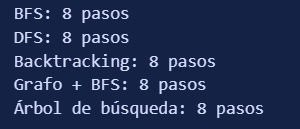 BFS: 8 pasos
DFS: 8 pasos
Backtracking: 8 pasos
Grafo + BFS: 8 pasos
Árbol de búsqueda: 8 pasos